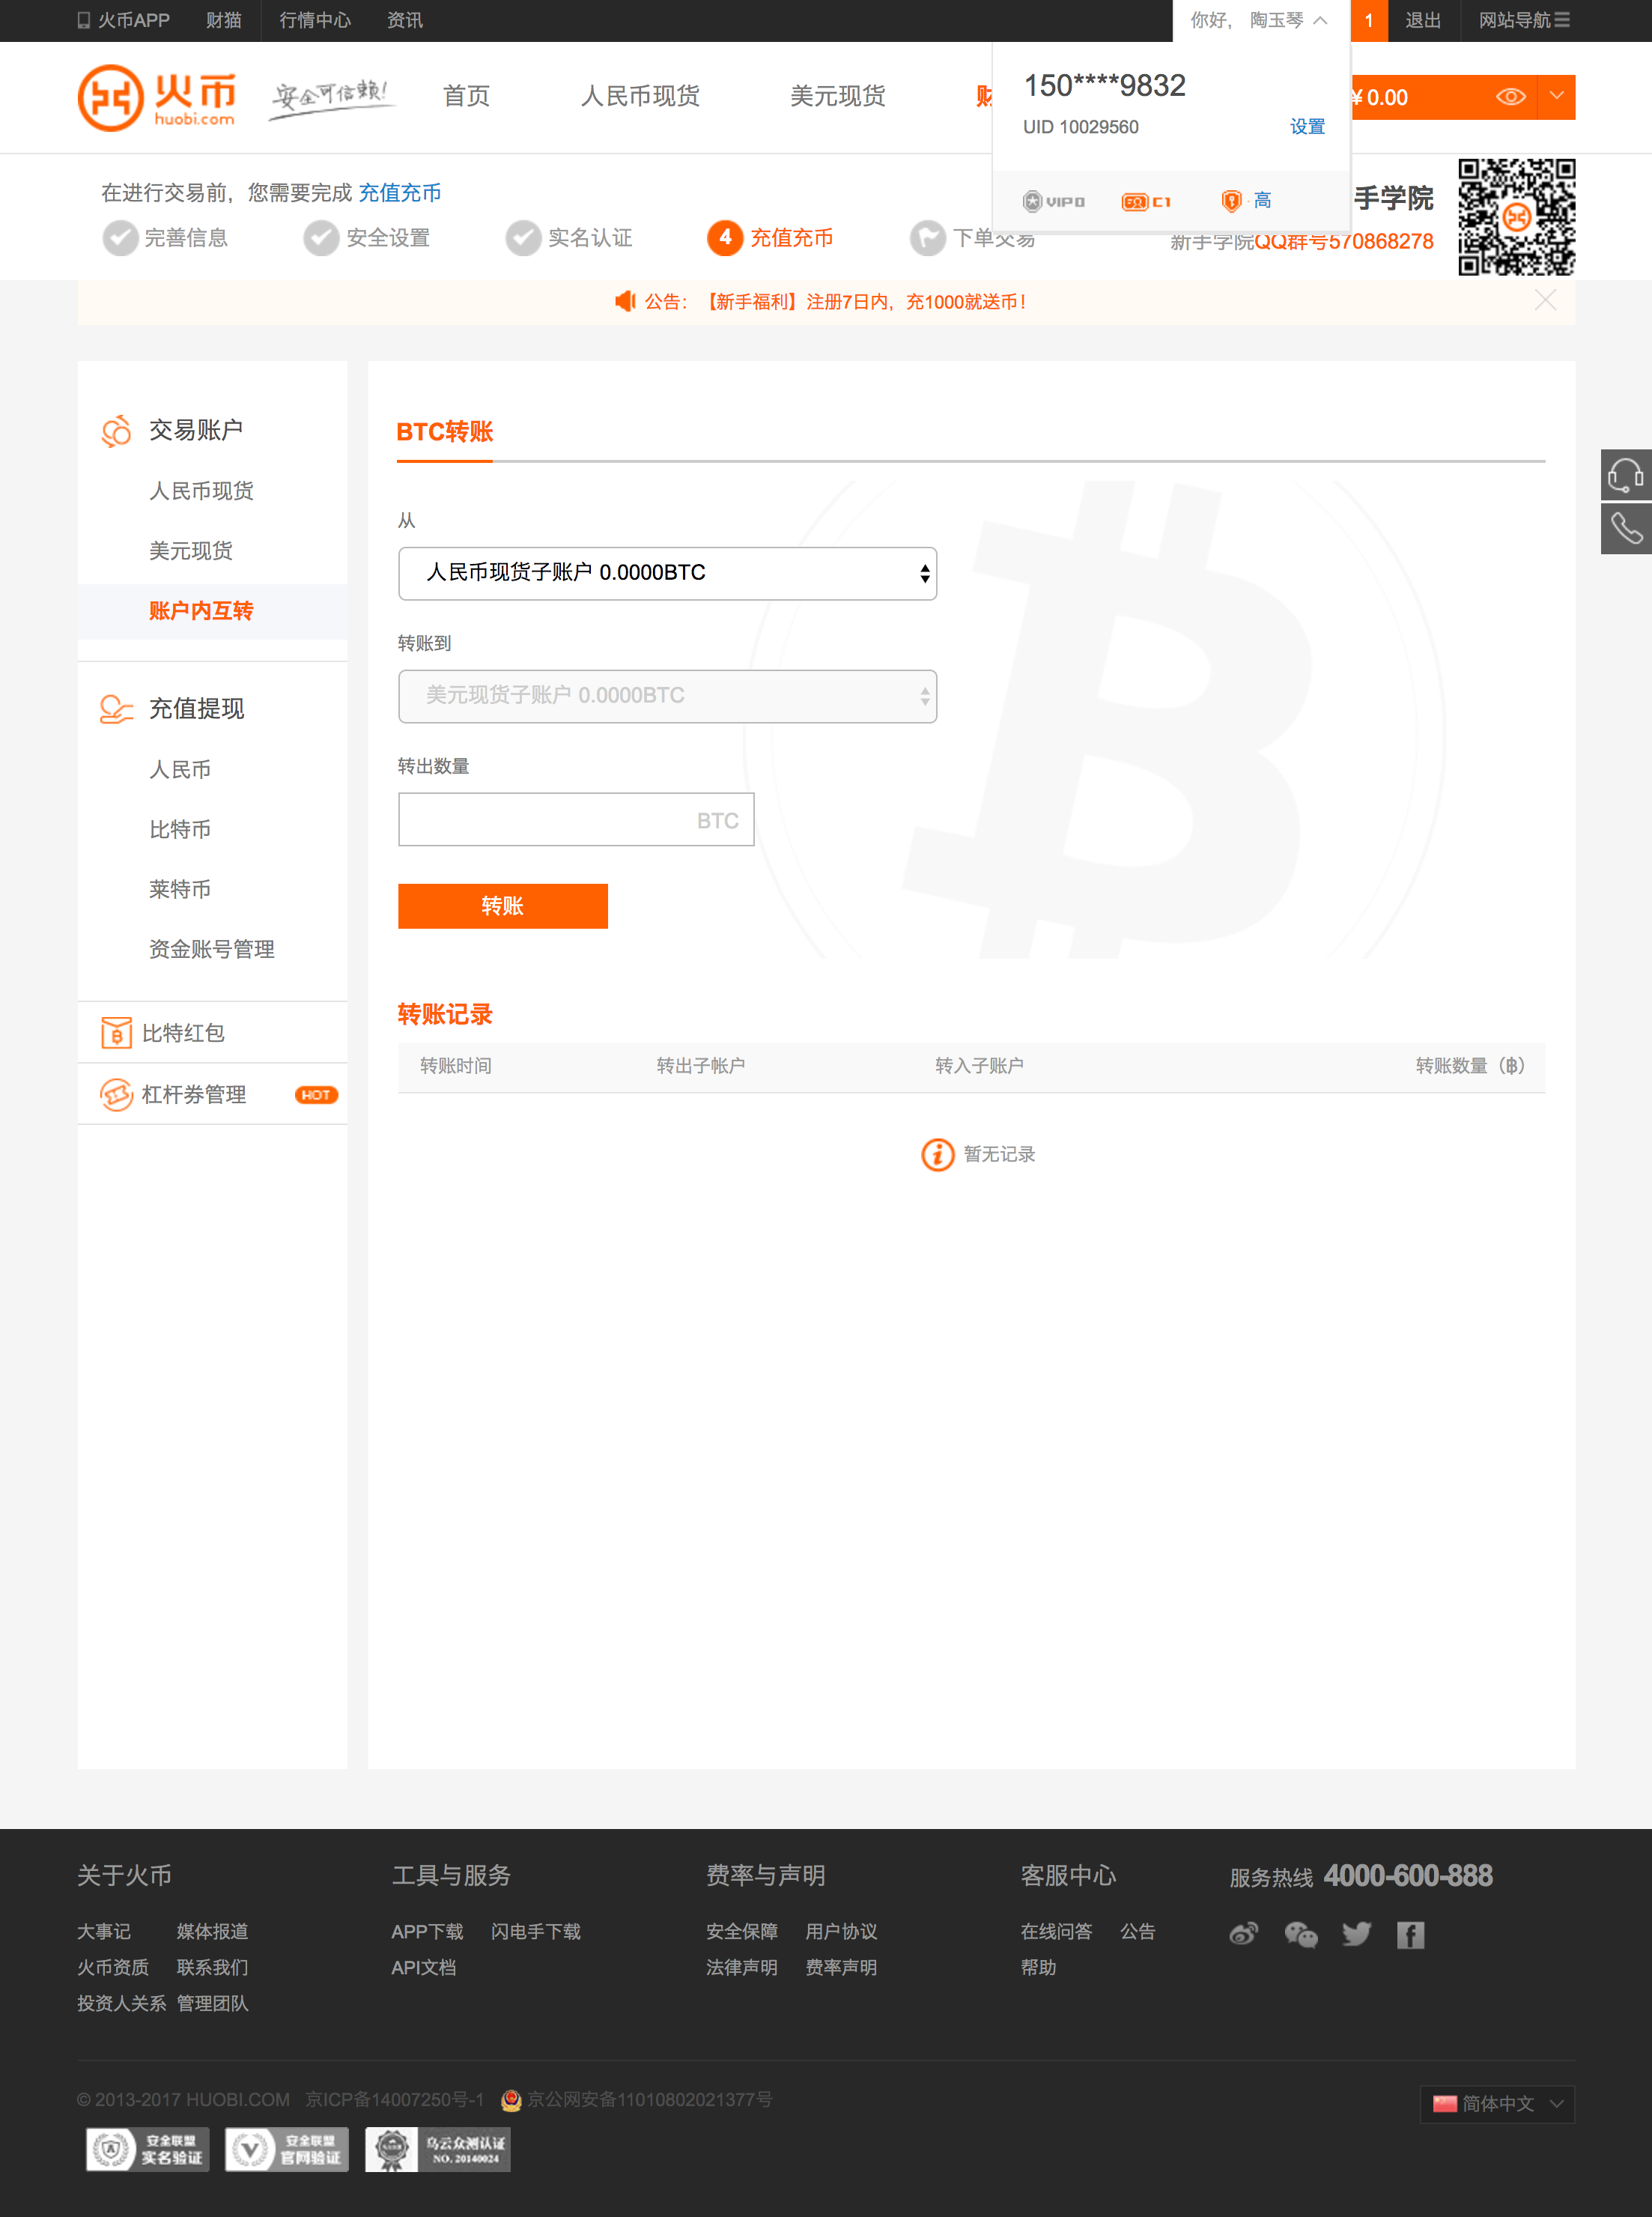 火币APP 财猫 行情中心 资讯 你好， 陶玉琴 1 退出 网站导航
火币 huobi.com 安全可信赖! 首页 人民币现货 美元现货 ¥ 0.00
150****9832
UID 10029560 设置
VIP 0 C1 高
在进行交易前，您需要完成 充值充币
完善信息 安全设置 实名认证 4 充值充币 下单交易
手学院
新手学院QQ群号570868278
公告：【新手福利】注册7日内，充1000就送币！
交易账户
人民币现货
美元现货
账户内互转
充值提现
人民币
比特币
莱特币
资金账号管理
比特红包
杠杆券管理 HOT
BTC转账
从
人民币现货子账户 0.0000BTC
转账到
美元现货子账户 0.0000BTC
转出数量
BTC
转账
转账记录
转账时间 转出子帐户 转入子账户 转账数量（฿）
暂无记录
关于火币 工具与服务 费率与声明 客服中心 服务热线 4000-600-888
大事记 媒体报道 APP下载 闪电手下载 安全保障 用户协议 在线问答 公告
火币资质 联系我们 API文档 法律声明 费率声明 帮助
投资人关系 管理团队
© 2013-2017 HUOBI.COM 京ICP备14007250号-1 京公网安备11010802021377号
简体中文
安全联盟 实名验证
安全联盟 官网验证
乌云众测认证 NO. 20140024